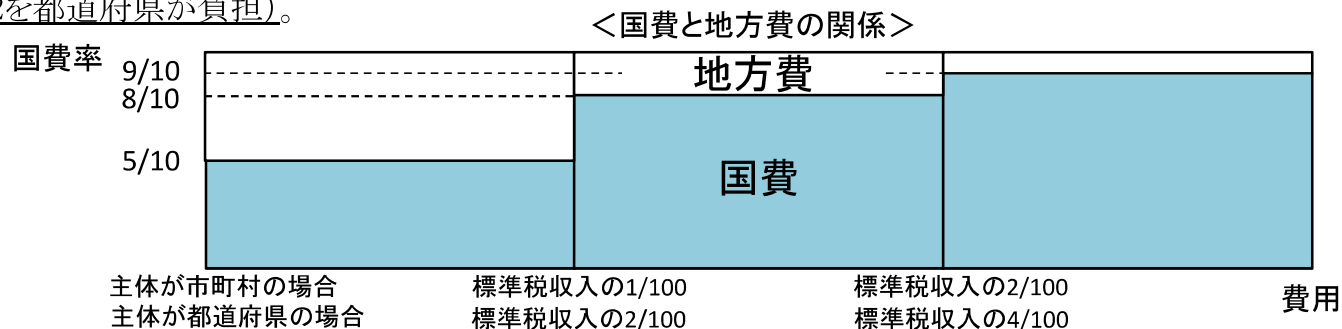 を都道府県が負担)。
＜国費と地方費の関係＞
国費率
9/10
地方費
8/10
5/10
国費
主体が市町村の場合 標準税収入の1/100 標準税収入の2/100
費用
主体が都道府県の場合 標準税収入の2/100 標準税収入の4/100